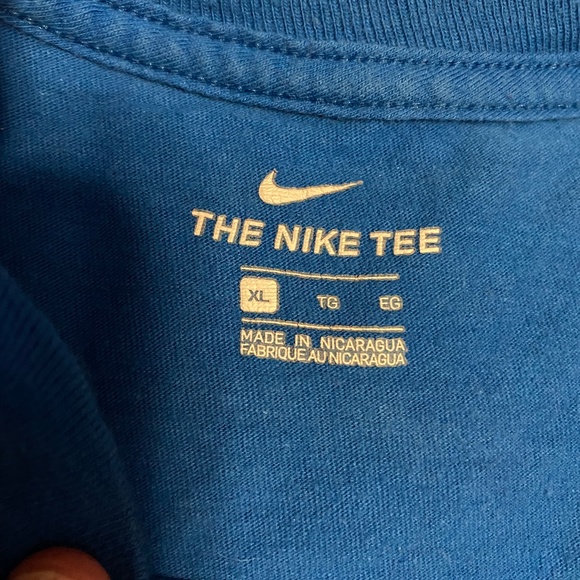 THE NIKE TEE
XL TG EG
MADE IN NICARAGUA
FABRIQUE AU NICARAGUA